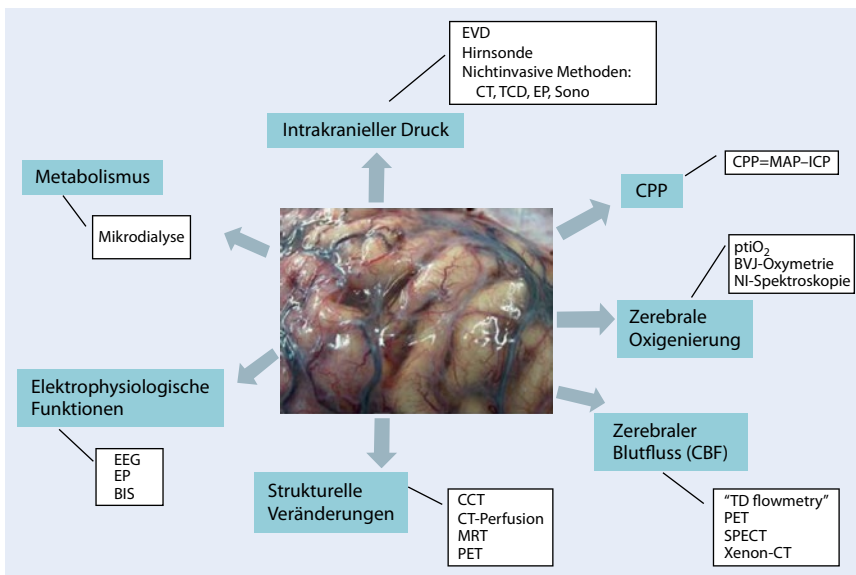 EVD
Hirnsonde
Nichtinvasive Methoden:
CT, TCD, EP, Sono
Intrakranieller Druck
CPP=MAP–ICP
CPP
Metabolismus
Mikrodialyse
ptiO₂
BVJ-Oxymetrie
NI-Spektroskopie
Zerebrale
Oxigenierung
Elektrophysiologische
Funktionen
EEG
EP
BIS
Zerebraler
Blutfluss (CBF)
"TD flowmetry"
PET
SPECT
Xenon-CT
Strukturelle
Veränderungen
CCT
CT-Perfusion
MRT
PET